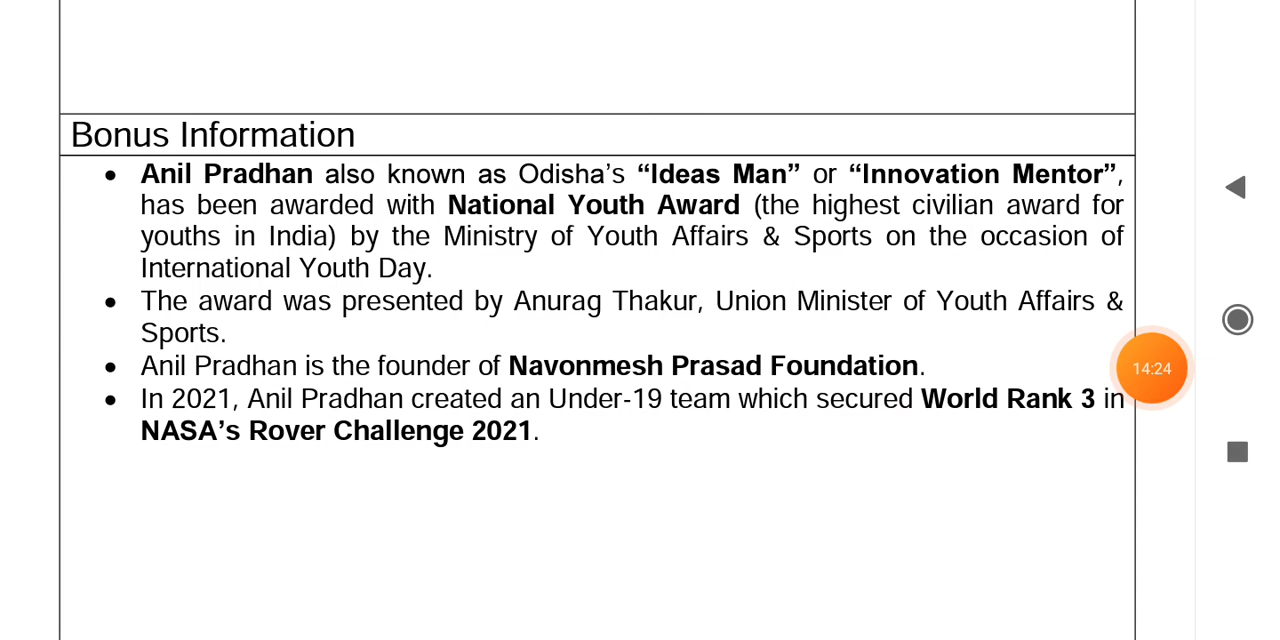 Bonus Information
• Anil Pradhan also known as Odisha’s “Ideas Man” or “Innovation Mentor”,
has been awarded with National Youth Award (the highest civilian award for
youths in India) by the Ministry of Youth Affairs & Sports on the occasion of
International Youth Day.
• The award was presented by Anurag Thakur, Union Minister of Youth Affairs &
Sports.
• Anil Pradhan is the founder of Navonmesh Prasad Foundation.
• In 2021, Anil Pradhan created an Under-19 team which secured World Rank 3 in
NASA’s Rover Challenge 2021.
14:24